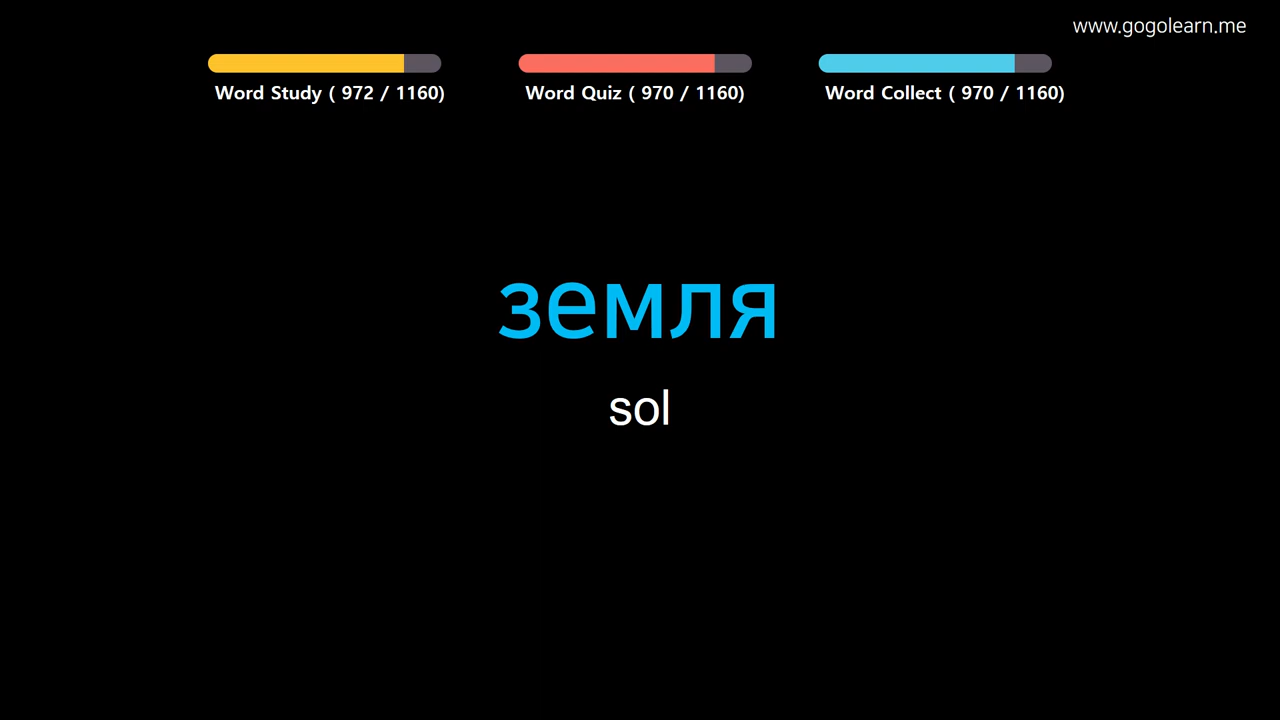 www.gogolearn.me
Word Study ( 972 / 1160)
Word Quiz ( 970 / 1160)
Word Collect ( 970 / 1160)
земля
sol